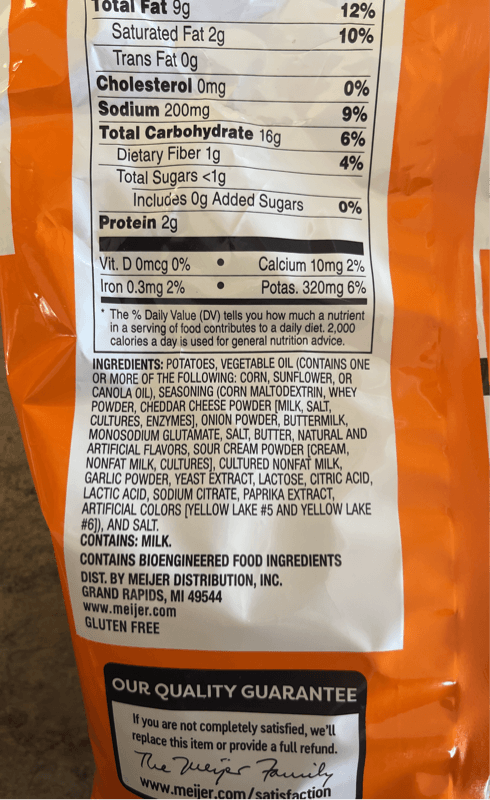 Total Fat 9g 12%
Saturated Fat 2g 10%
Trans Fat 0g
Cholesterol 0mg 0%
Sodium 200mg 9%
Total Carbohydrate 16g 6%
Dietary Fiber 1g 4%
Total Sugars <1g
Includes 0g Added Sugars 0%
Protein 2g
Vit. D 0mcg 0% • Calcium 10mg 2%
Iron 0.3mg 2% • Potas. 320mg 6%
* The % Daily Value (DV) tells you how much a nutrient
in a serving of food contributes to a daily diet. 2,000
calories a day is used for general nutrition advice.
INGREDIENTS: POTATOES, VEGETABLE OIL (CONTAINS ONE
OR MORE OF THE FOLLOWING: CORN, SUNFLOWER, OR
CANOLA OIL), SEASONING (CORN MALTODEXTRIN, WHEY
POWDER, CHEDDAR CHEESE POWDER [MILK, SALT,
CULTURES, ENZYMES], ONION POWDER, BUTTERMILK,
MONOSODIUM GLUTAMATE, SALT, BUTTER, NATURAL AND
ARTIFICIAL FLAVORS, SOUR CREAM POWDER [CREAM,
NONFAT MILK, CULTURES], CULTURED NONFAT MILK,
GARLIC POWDER, YEAST EXTRACT, LACTOSE, CITRIC ACID,
LACTIC ACID, SODIUM CITRATE, PAPRIKA EXTRACT,
ARTIFICIAL COLORS [YELLOW LAKE #5 AND YELLOW LAKE
#6]), AND SALT.
CONTAINS: MILK.
CONTAINS BIOENGINEERED FOOD INGREDIENTS
DIST. BY MEIJER DISTRIBUTION, INC.
GRAND RAPIDS, MI 49544
www.meijer.com
GLUTEN FREE
OUR QUALITY GUARANTEE
If you are not completely satisfied, we'll
replace this item or provide a full refund.
The Meijer Family
www.meijer.com/satisfaction